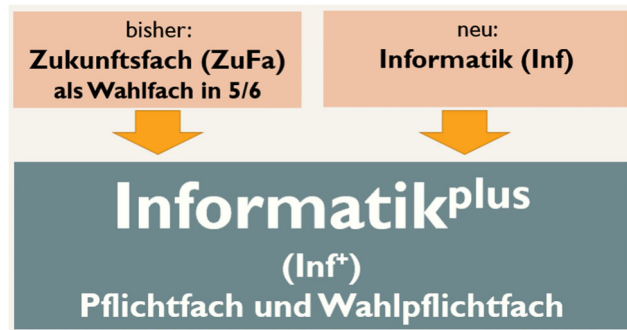 bisher:
Zukunftsfach (ZuFa)
als Wahlfach in 5/6
neu:
Informatik (Inf)
Informatikplus
(Inf+)
Pflichtfach und Wahlpflichtfach